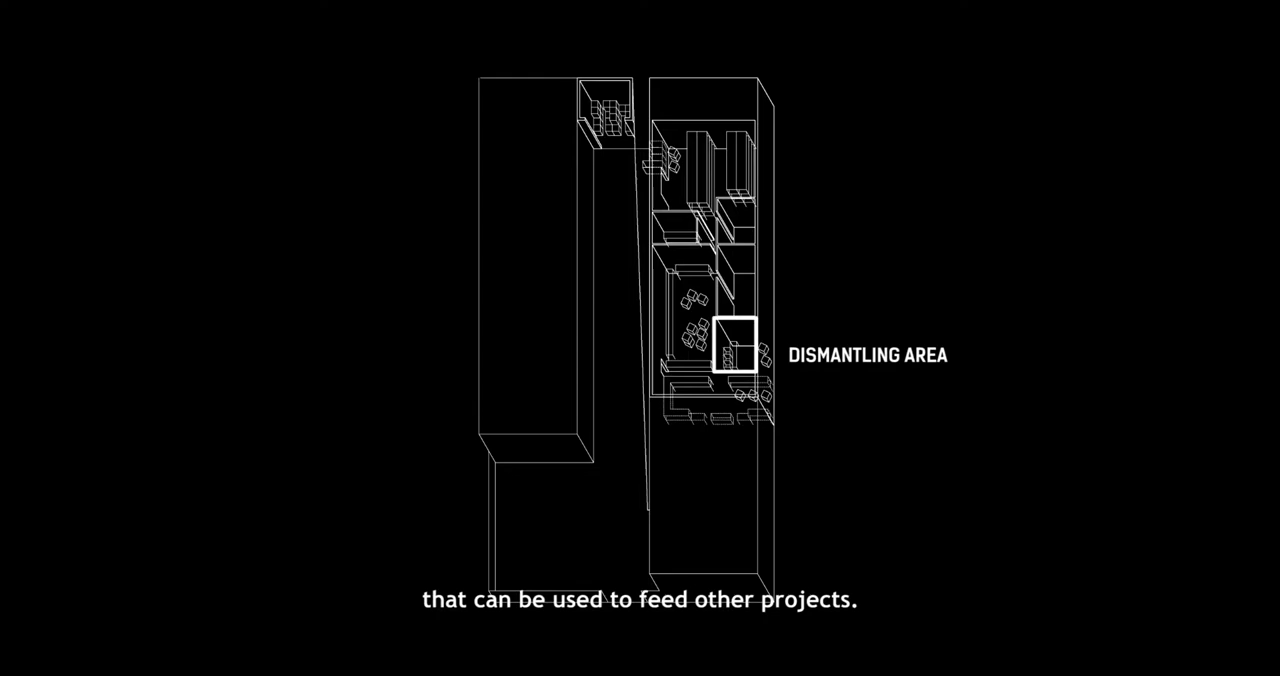 DISMANTLING AREA
that can be used to feed other projects.